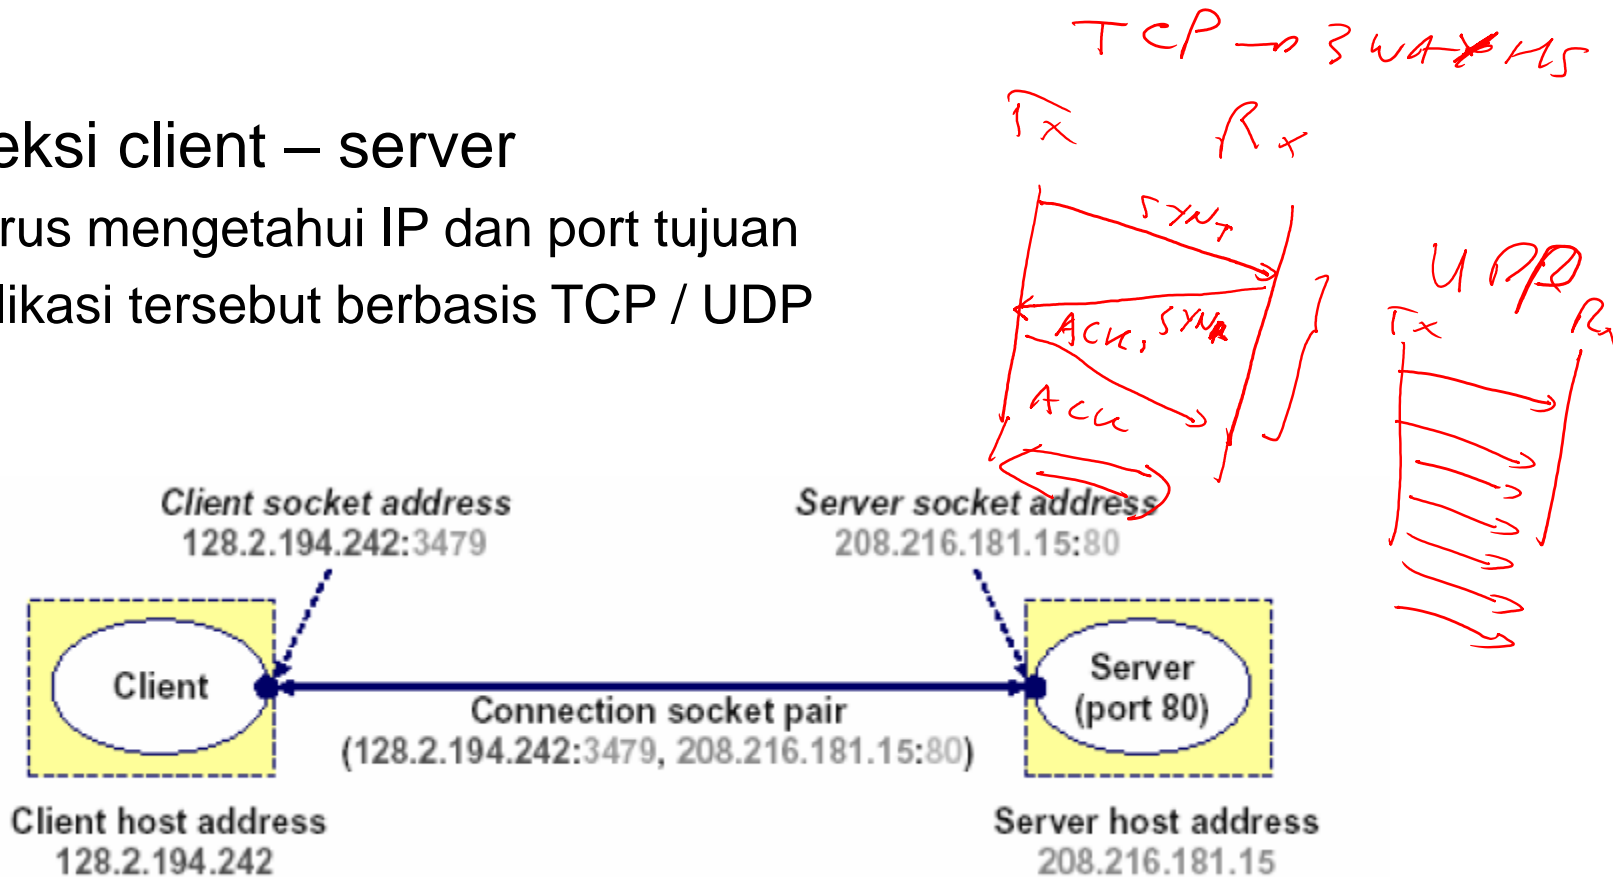 TCP → 3 WAY HS
Tx Rx
eksi client – server
rus mengetahui IP dan port tujuan
likasi tersebut berbasis TCP / UDP
SYN
ACK, SYN
ACK
UDP
Tx Rx
Client socket address
128.2.194.242:3479
Server socket address
208.216.181.15:80
Client
Server
(port 80)
Connection socket pair
(128.2.194.242:3479, 208.216.181.15:80)
Client host address
128.2.194.242
Server host address
208.216.181.15